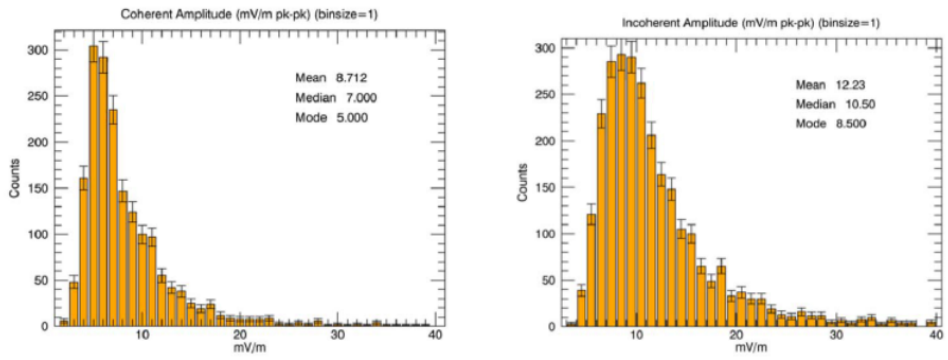 Coherent Amplitude (mV/m pk-pk) (binsize=1)
300
250
200
150
100
50
0
Counts
Mean 8.712
Median 7.000
Mode 5.000
10
20
30
40
mV/m
Incoherent Amplitude (mV/m pk-pk) (binsize=1)
300
250
200
150
100
50
0
Counts
Mean 12.23
Median 10.50
Mode 8.500
10
20
30
40
mV/m